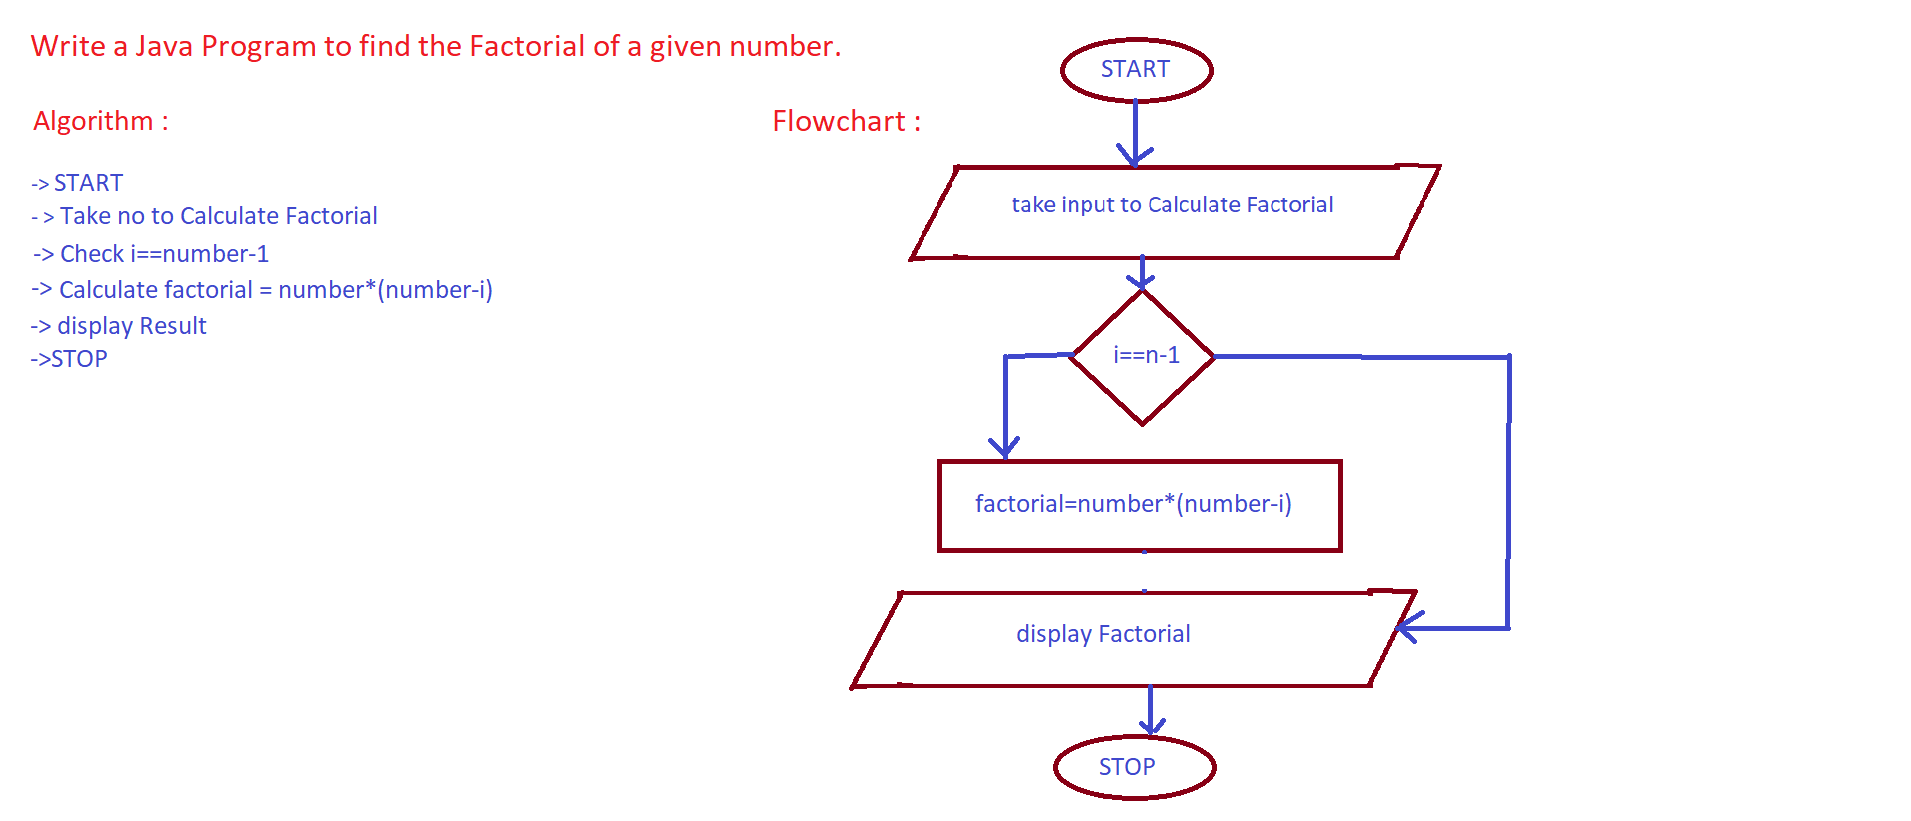 Write a Java Program to find the Factorial of a given number.
Algorithm :
-> START
- > Take no to Calculate Factorial
-> Check i==number-1
-> Calculate factorial = number*(number-i)
-> display Result
->STOP
Flowchart :
START
take input to Calculate Factorial
i==n-1
factorial=number*(number-i)
display Factorial
STOP